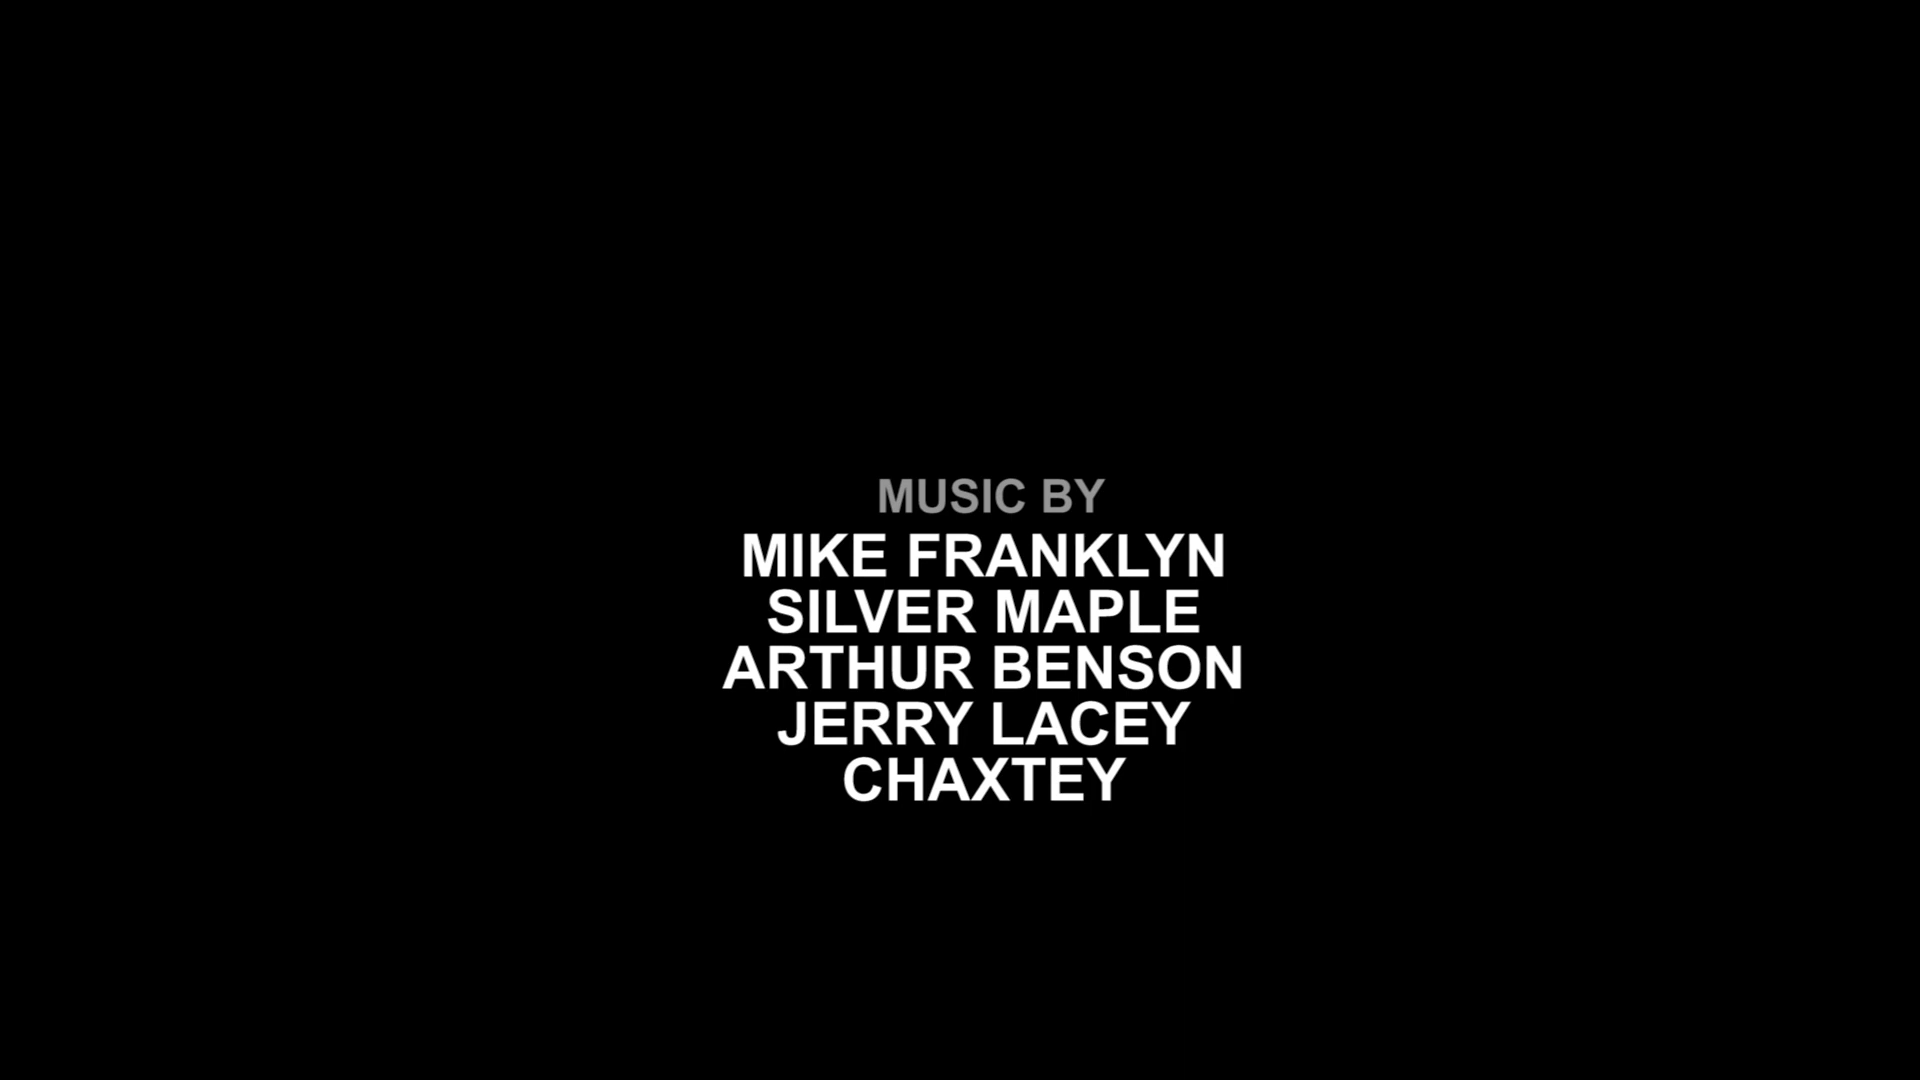 MUSIC BY
MIKE FRANKLYN
SILVER MAPLE
ARTHUR BENSON
JERRY LACEY
CHAXTEY